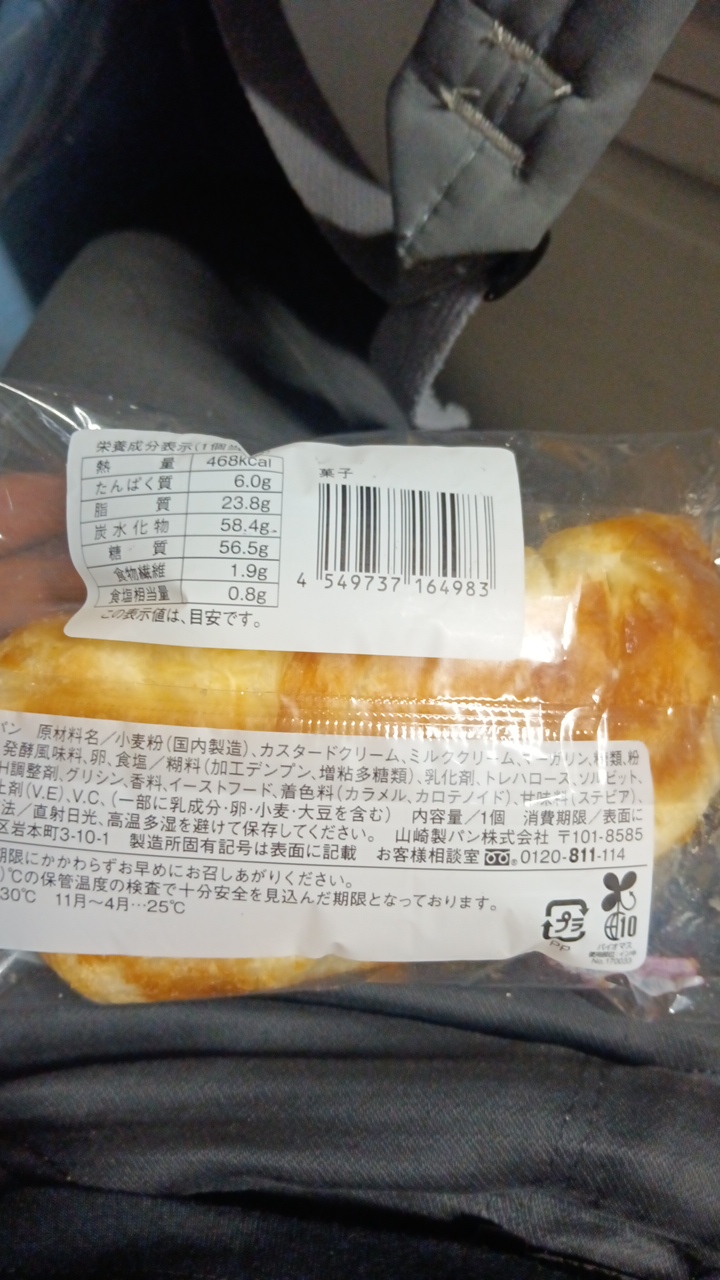 栄養成分表示(1個当
熱量 468kcal
たんぱく質 6.0g
脂質 23.8g
炭水化物 58.4g
糖質 56.5g
食物繊維 1.9g
食塩相当量 0.8g
この表示値は、目安です。
菓子
4 549737 164983
パン 原材料名/小麦粉(国内製造)、カスタードクリーム、ミルククリーム、マーガリン、糖類、粉
、発酵風味料、卵、食塩/糊料(加工デンプン、増粘多糖類)、乳化剤、トレハロース、ソルビット、
H調整剤、グリシン、香料、イーストフード、着色料(カラメル、カロテノイド)、甘味料(ステビア)、
剤(V.E)、V.C、(一部に乳成分・卵・小麦・大豆を含む) 内容量/1個 消費期限/表面に
法/直射日光、高温多湿を避けて保存してください。 山崎製パン株式会社 〒101-8585
区岩本町3-10-1 製造所固有記号は表面に記載 お客様相談室 0120-811-114
期限にかかわらずお早めにお召しあがりください。
)℃の保管温度の検査で十分安全を見込んだ期限となっております。
30℃ 11月〜4月…25℃
プラ
PP
10
バイオマス
No.170033